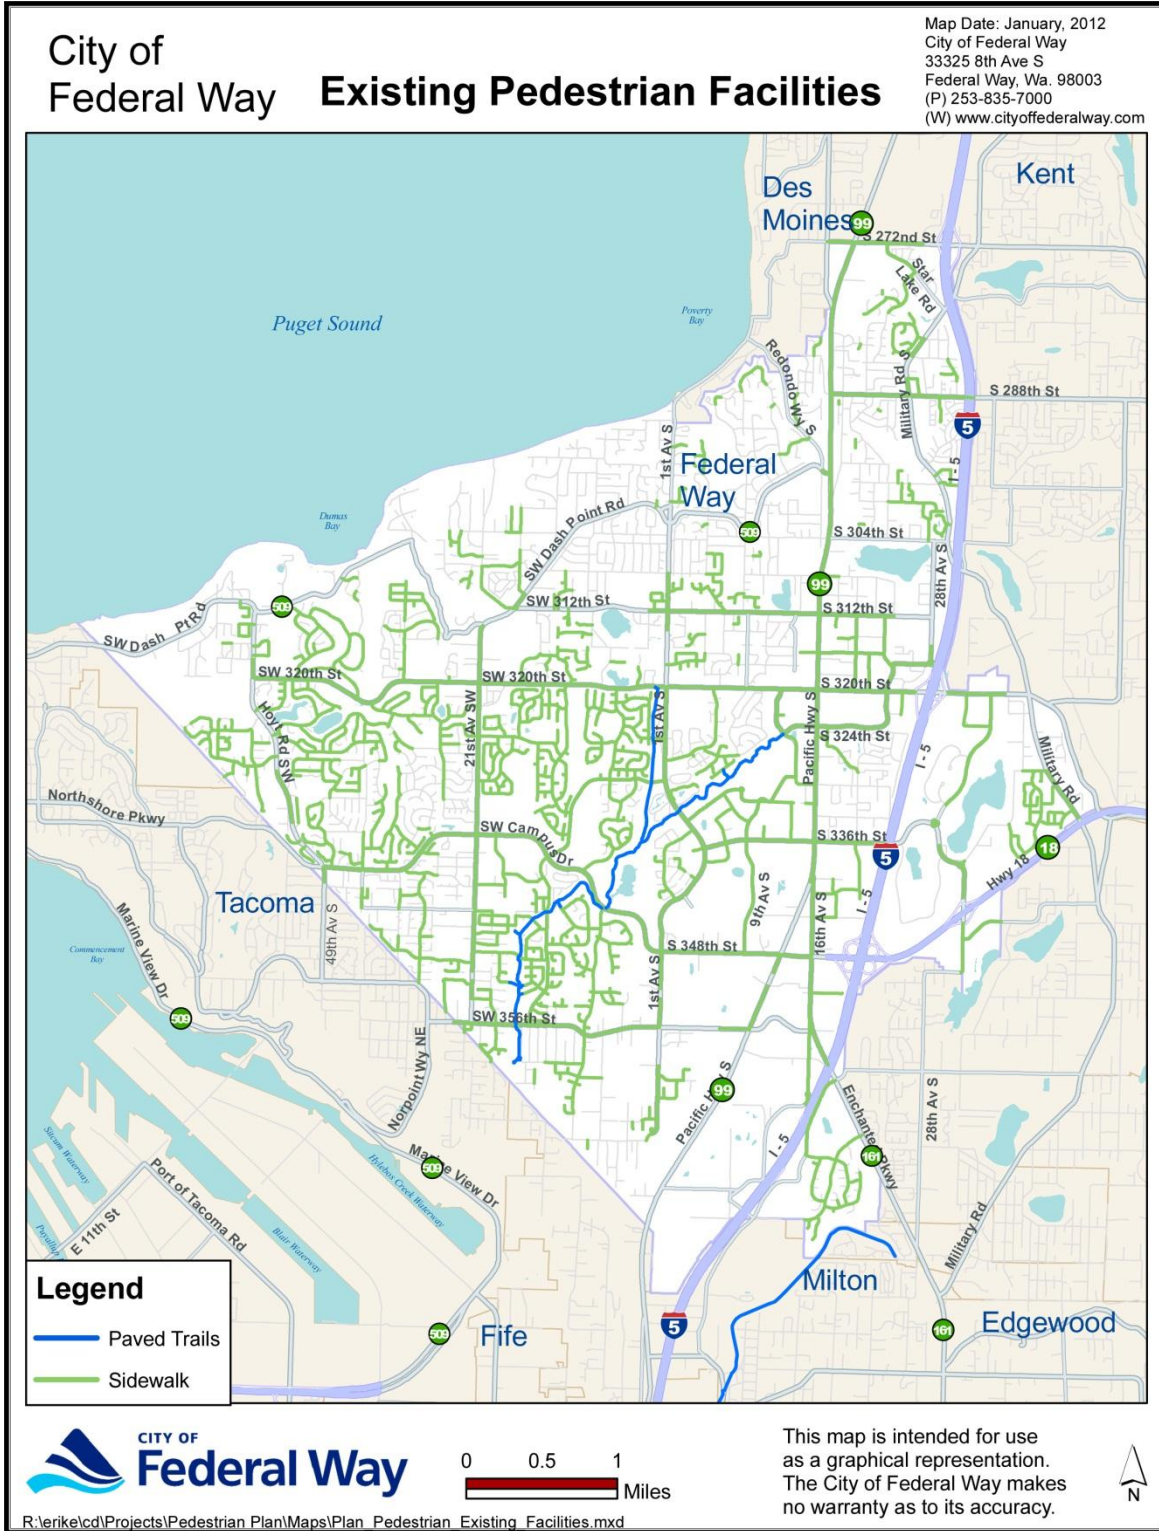 City of
Federal Way
Existing Pedestrian Facilities
Map Date: January, 2012
City of Federal Way
33325 8th Ave S
Federal Way, Wa. 98003
(P) 253-835-7000
(W) www.cityoffederalway.com
Kent
Des
Moines
99
S 272nd St
Star
Lake Rd
Puget Sound
Poverty
Bay
Redondo Wy S
Military Rd S
S 288th St
5
1st Av S
Federal
Way
I - 5
SW Dash Point Rd
Dumas
Bay
509
S 304th St
28th Av S
99
509
SW 312th St
S 312th St
SW Dash Pt Rd
SW 320th St
SW 320th St
S 320th St
Hoyt Rd SW
21st Av SW
1st Av S
Pacific Hwy S
S 324th St
I - 5
Military Rd
Northshore Pkwy
SW Campus Dr
S 336th St
5
18
Hwy 18
Tacoma
9th Av S
16th Av S
I - 5
Marine View Dr
49th Av S
Commencement
Bay
S 348th St
1st Av S
509
SW 356th St
Norpoint Wy NE
Pacific Hwy S
99
28th Av S
Enchanted Pkwy
161
I - 5
Sitcum Waterway
Port of Tacoma Rd
509
Marine View Dr
Hylebos Creek Waterway
E 11th St
Blair Waterway
Puyallup
Military Rd
Milton
Legend
Paved Trails
Sidewalk
509
Fife
5
161
Edgewood
CITY OF
Federal Way
0 0.5 1
Miles
This map is intended for use
as a graphical representation.
The City of Federal Way makes
no warranty as to its accuracy.
N
R:\erike\cd\Projects\Pedestrian Plan\Maps\Plan_Pedestrian_Existing_Facilities.mxd